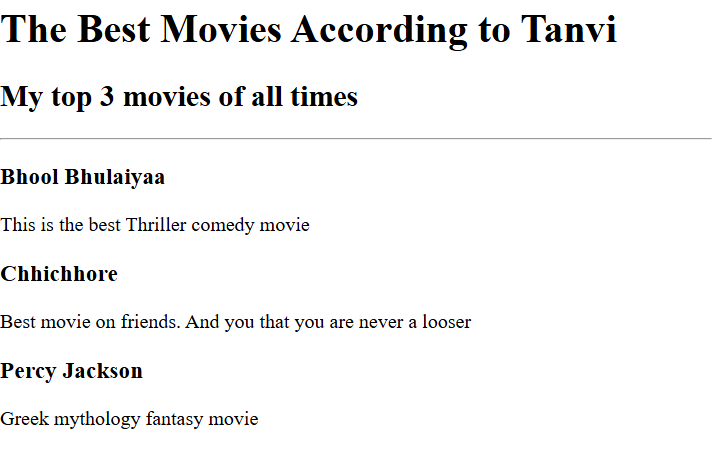 The Best Movies According to Tanvi
My top 3 movies of all times
Bhool Bhulaiyaa
This is the best Thriller comedy movie
Chhichhore
Best movie on friends. And you that you are never a looser
Percy Jackson
Greek mythology fantasy movie